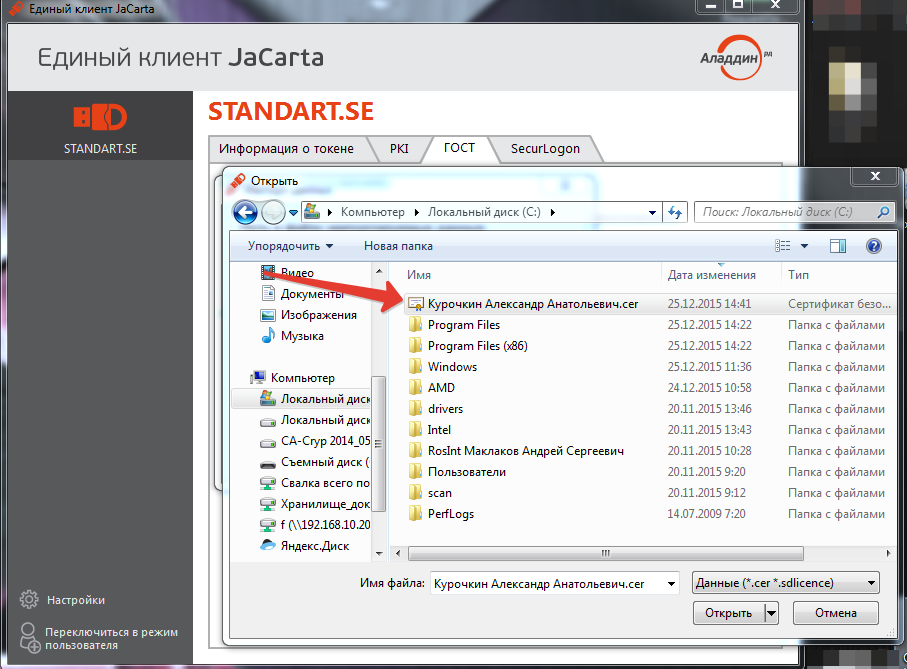 Единый клиент JaCarta
Единый клиент JaCarta
Аладдин РД
STANDART.SE
STANDART.SE
Информация о токене
PKI
ГОСТ
SecurLogon
Открыть
Компьютер
Локальный диск (C:)
Поиск: Локальный диск (C:)
Упорядочить
Новая папка
Видео
Документы
Изображения
Музыка
Компьютер
Локальный диск
Локальный диск
CA-Cryp 2014_05
Съемный диск (
Свалка всего по
Хранилище_док
f (\\192.168.10.20
Яндекс.Диск
Имя Дата изменения Тип
Курочкин Александр Анатольевич.cer 25.12.2015 14:41 Сертификат безо...
Program Files 25.12.2015 14:22 Папка с файлами
Program Files (x86) 25.12.2015 14:22 Папка с файлами
Windows 25.12.2015 11:36 Папка с файлами
AMD 24.12.2015 10:58 Папка с файлами
drivers 20.11.2015 13:46 Папка с файлами
Intel 20.11.2015 13:43 Папка с файлами
RosInt Маклаков Андрей Сергеевич 20.11.2015 10:28 Папка с файлами
Пользователи 20.11.2015 9:20 Папка с файлами
scan 20.11.2015 9:12 Папка с файлами
PerfLogs 14.07.2009 7:20 Папка с файлами
Имя файла: Курочкин Александр Анатольевич.cer
Данные (*.cer *.sdlicence)
Открыть
Отмена
Настройки
Переключиться в режим
пользователя